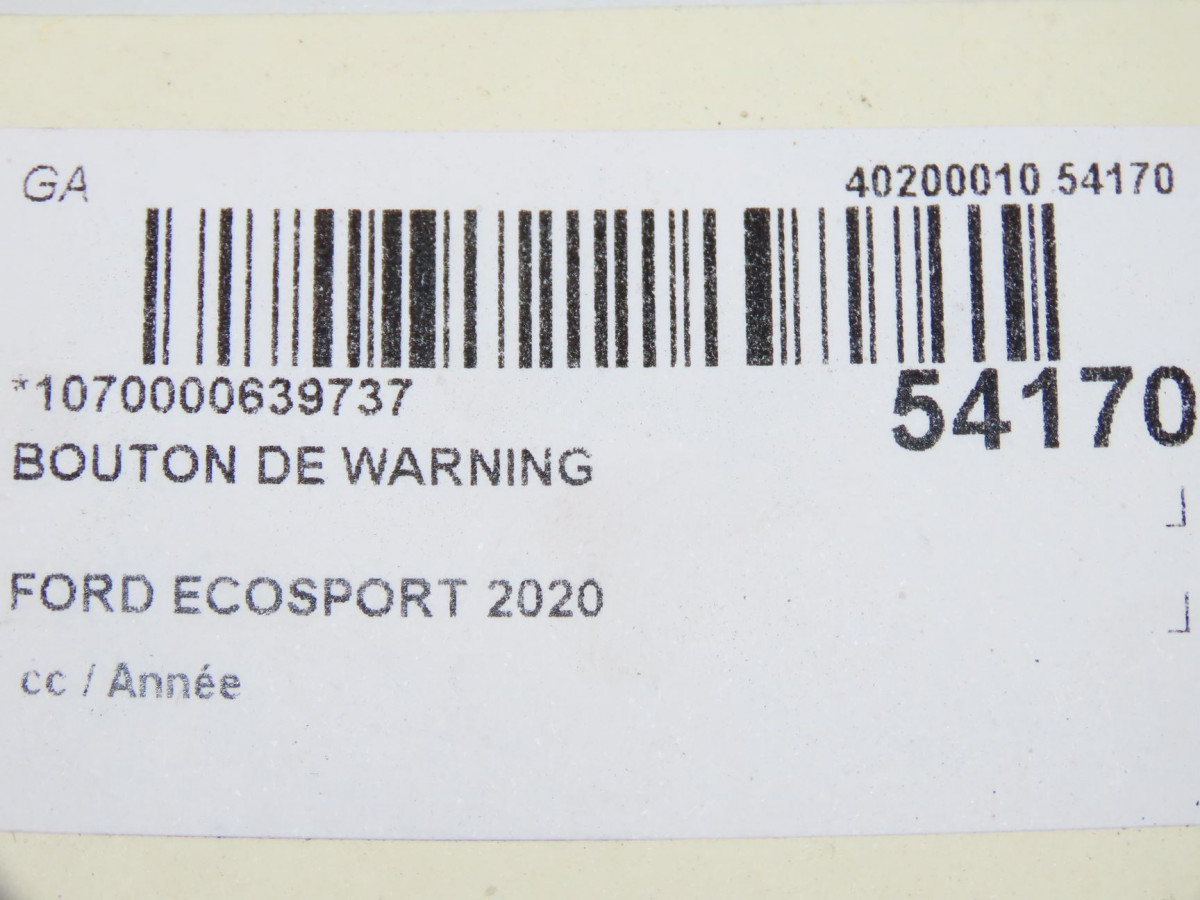 GA 40200010 54170
*1070000639737
54170
BOUTON DE WARNING
FORD ECOSPORT 2020
cc / Année